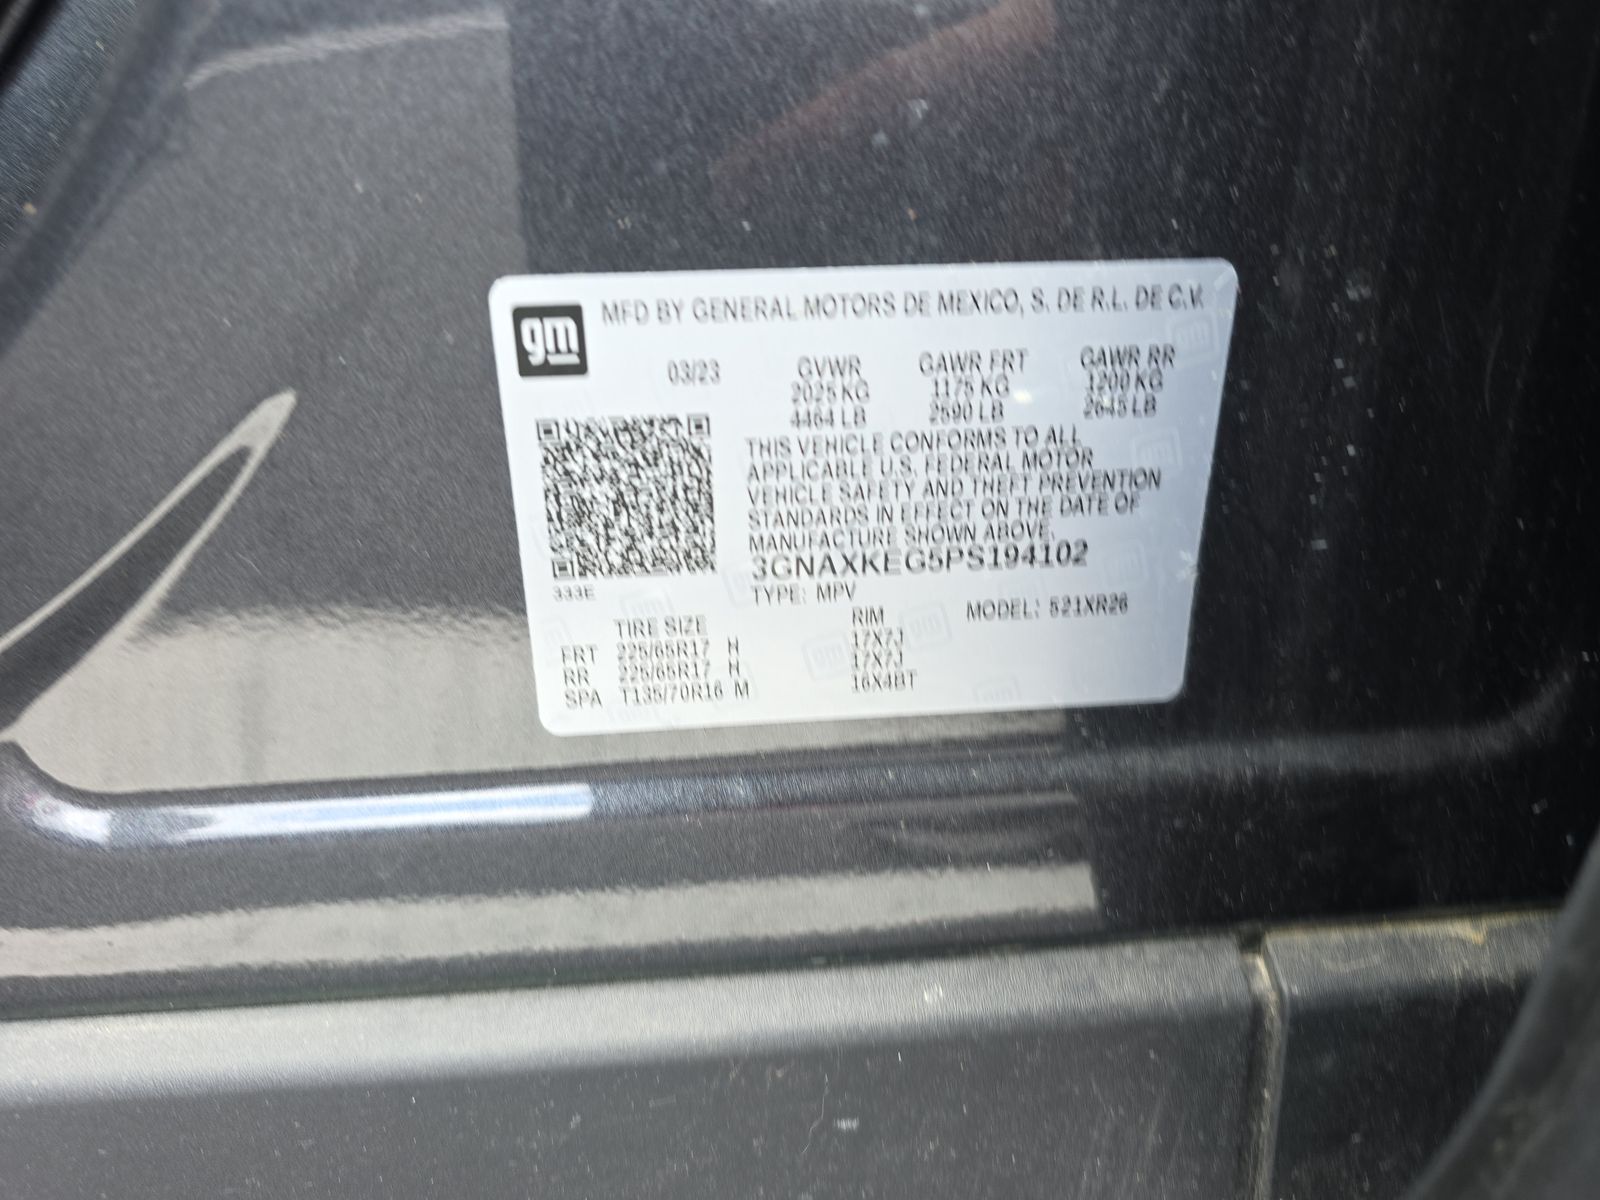 gm
MFD BY GENERAL MOTORS DE MEXICO, S. DE R.L. DE C.V.
03/23 GVWR GAWR FRT GAWR RR
2025 KG 1175 KG 1200 KG
4464 LB 2590 LB 2645 LB
THIS VEHICLE CONFORMS TO ALL
APPLICABLE U.S. FEDERAL MOTOR
VEHICLE SAFETY AND THEFT PREVENTION
STANDARDS IN EFFECT ON THE DATE OF
MANUFACTURE SHOWN ABOVE.
3GNAXKEG5PS194102
333E
TYPE: MPV MODEL: 521XR26
TIRE SIZE RIM
FRT 225/65R17 H 17X7J
RR 225/65R17 H 17X7J
SPA T135/70R16 M 16X4BT